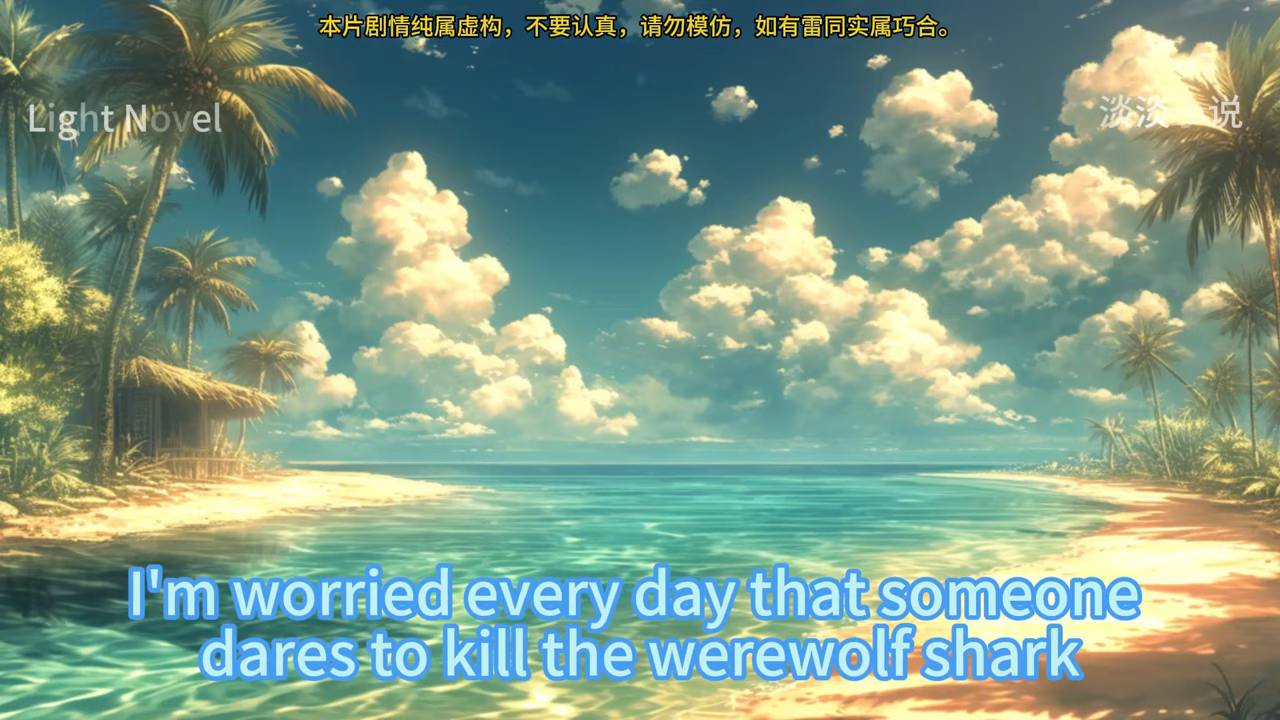 本片剧情纯属虚构，不要认真，请勿模仿，如有雷同实属巧合。
Light Novel
淡淡小说
I'm worried every day that someone
dares to kill the werewolf shark